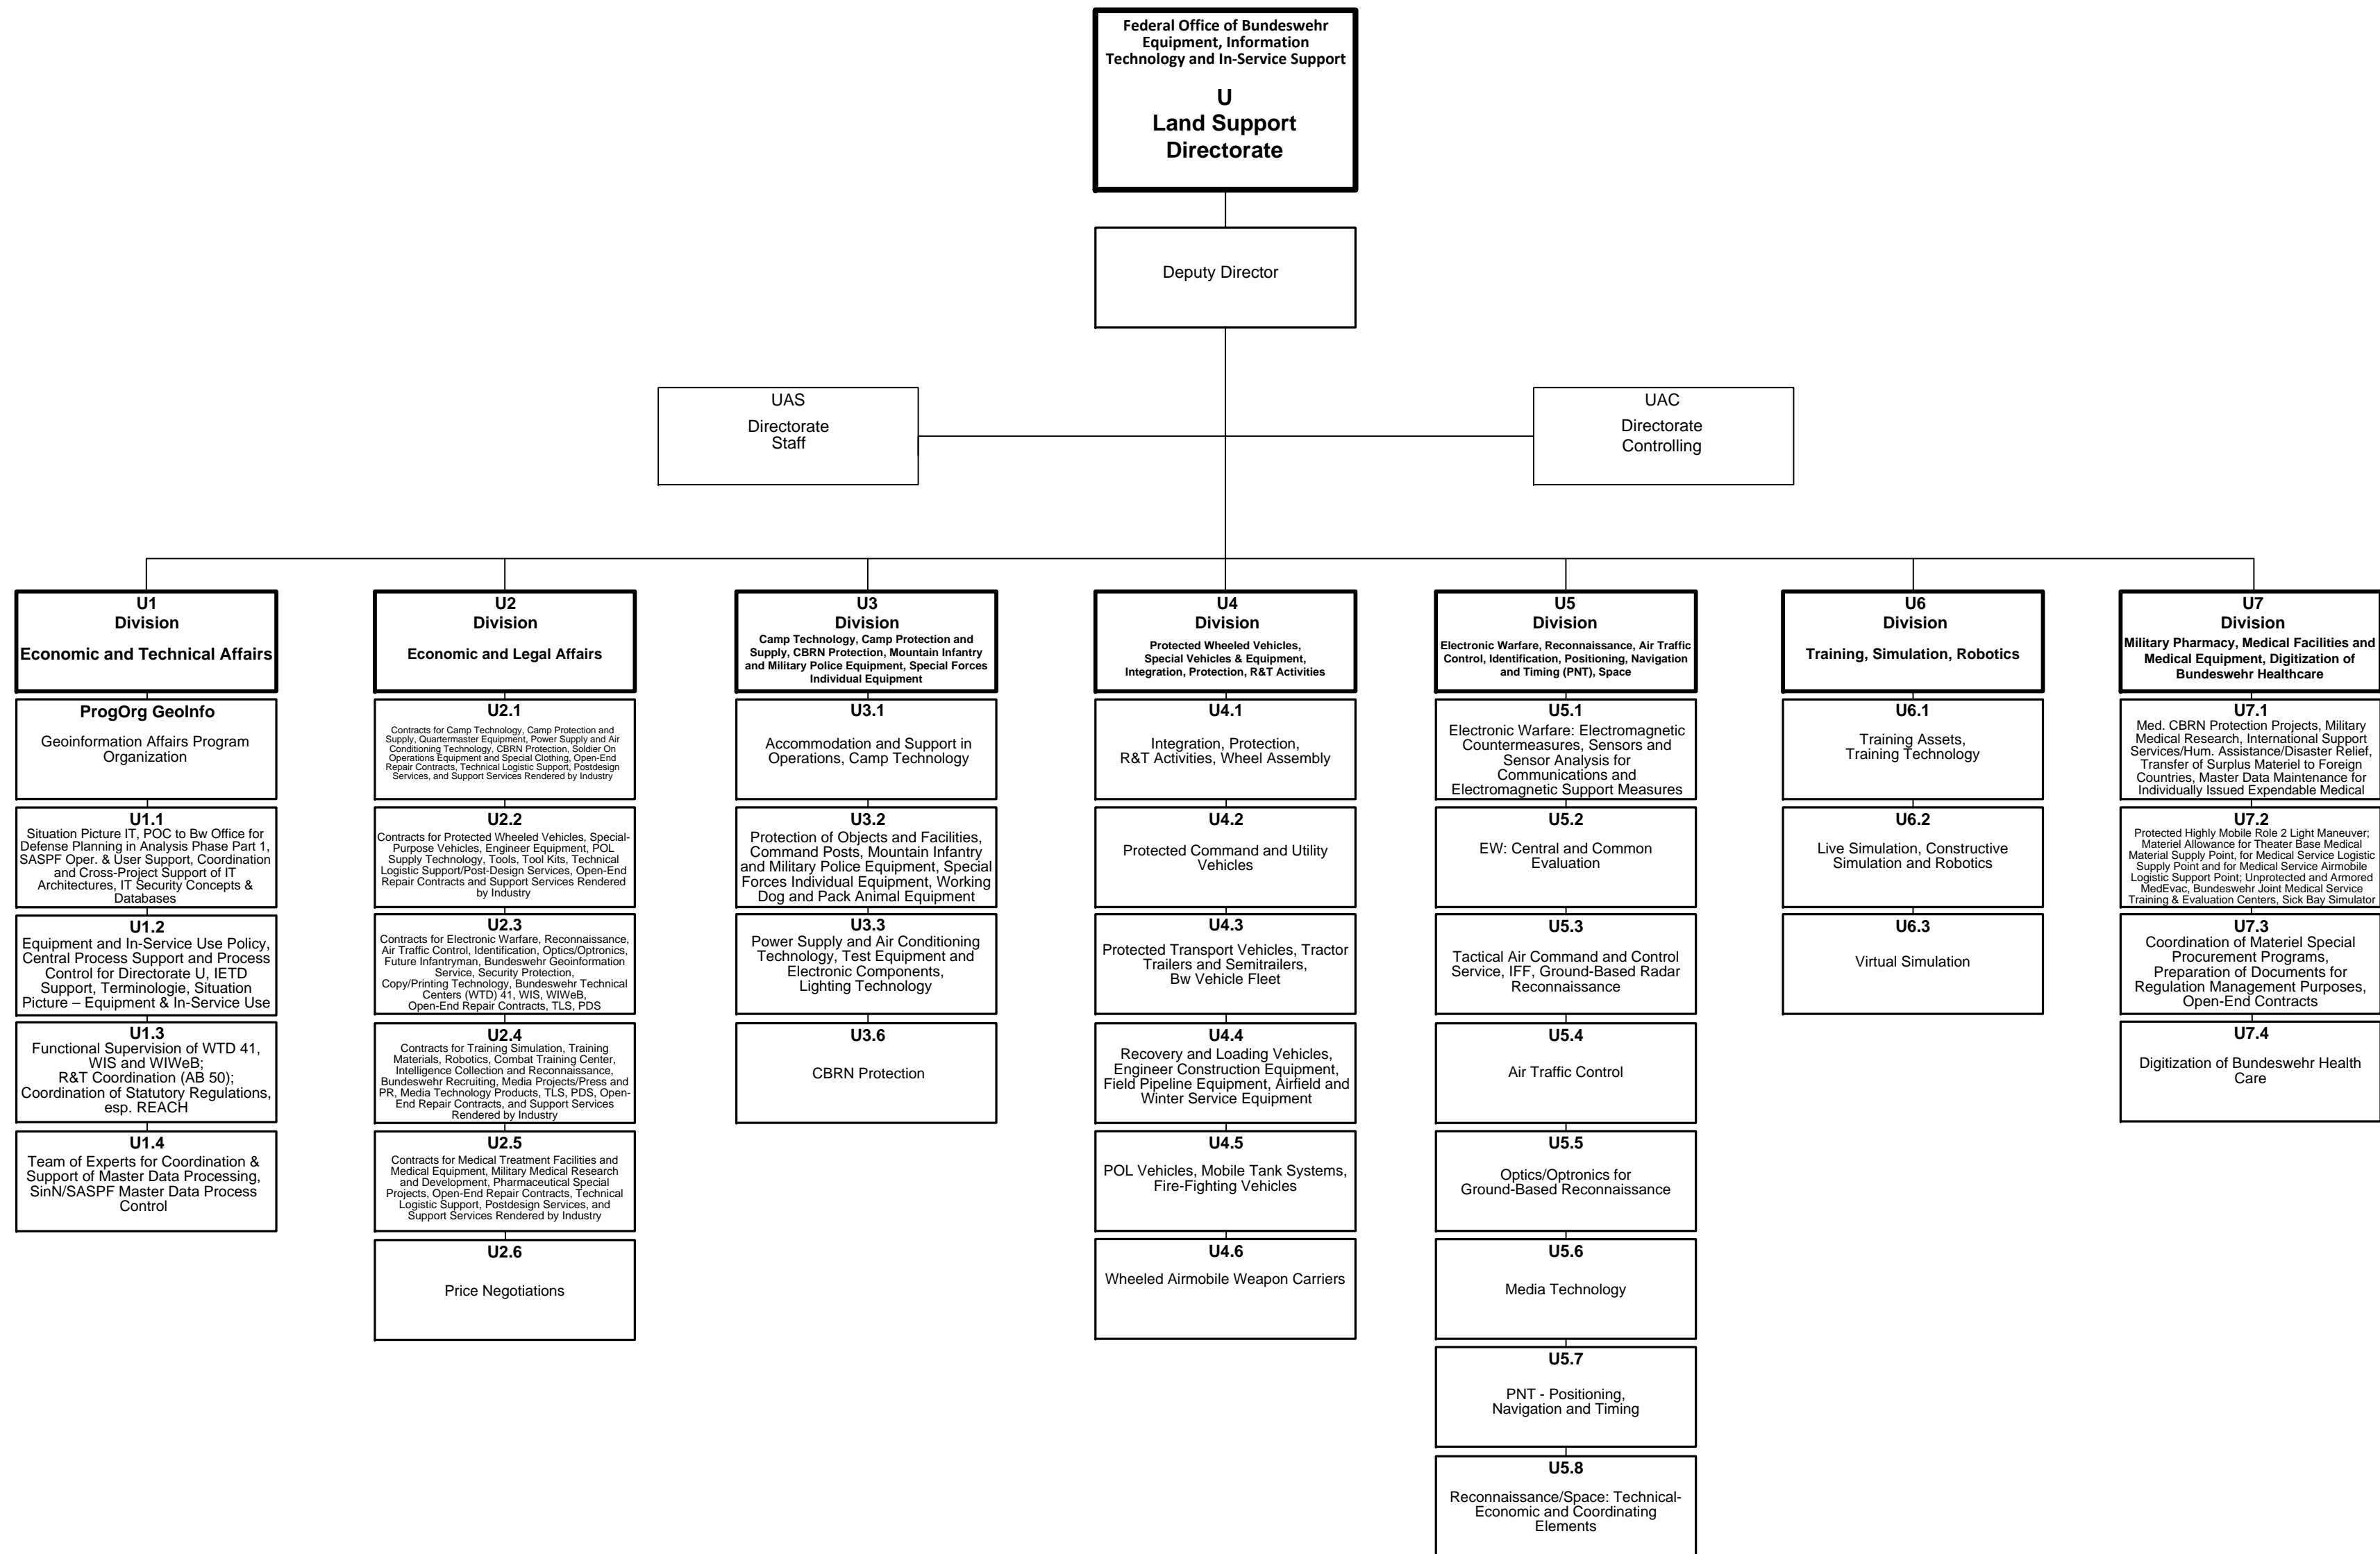 Federal Office of Bundeswehr
Equipment, Information
Technology and In-Service Support
U
Land Support
Directorate
Deputy Director
UAS
Directorate
Staff
UAC
Directorate
Controlling
U1
Division
Economic and Technical Affairs
ProgOrg GeoInfo
Geoinformation Affairs Program
Organization
U1.1
Situation Picture IT, POC to Bw Office for
Defense Planning in Analysis Phase Part 1,
SASPF Oper. & User Support, Coordination
and Cross-Project Support of IT
Architectures, IT Security Concepts &
Databases
U1.2
Equipment and In-Service Use Policy,
Central Process Support and Process
Control for Directorate U, IETD
Support, Terminologie, Situation
Picture – Equipment & In-Service Use
U1.3
Functional Supervision of WTD 41,
WIS and WIWeB;
R&T Coordination (AB 50);
Coordination of Statutory Regulations,
esp. REACH
U1.4
Team of Experts for Coordination &
Support of Master Data Processing,
SinN/SASPF Master Data Process
Control
U2
Division
Economic and Legal Affairs
U2.1
Contracts for Camp Technology, Camp Protection and
Supply, Quartermaster Equipment, Power Supply and Air
Conditioning Technology, CBRN Protection, Soldier On
Operations Equipment and Special Clothing, Open-End
Repair Contracts, Technical Logistic Support, Postdesign
Services, and Support Services Rendered by Industry
U2.2
Contracts for Protected Wheeled Vehicles, Special-
Purpose Vehicles, Engineer Equipment, POL
Supply Technology, Tools, Tool Kits, Technical
Logistic Support/Post-Design Services, Open-End
Repair Contracts and Support Services Rendered
by Industry
U2.3
Contracts for Electronic Warfare, Reconnaissance,
Air Traffic Control, Identification, Optics/Optronics,
Future Infantryman, Bundeswehr Geoinformation
Service, Security Protection,
Copy/Printing Technology, Bundeswehr Technical
Centers (WTD) 41, WIS, WIWeB,
Open-End Repair Contracts, TLS, PDS
U2.4
Contracts for Training Simulation, Training
Materials, Robotics, Combat Training Center,
Intelligence Collection and Reconnaissance,
Bundeswehr Recruiting, Media Projects/Press and
PR, Media Technology Products, TLS, PDS, Open-
End Repair Contracts, and Support Services
Rendered by Industry
U2.5
Contracts for Medical Treatment Facilities and
Medical Equipment, Military Medical Research
and Development, Pharmaceutical Special
Projects, Open-End Repair Contracts, Technical
Logistic Support, Postdesign Services, and
Support Services Rendered by Industry
U2.6
Price Negotiations
U3
Division
Camp Technology, Camp Protection and
Supply, CBRN Protection, Mountain Infantry
and Military Police Equipment, Special Forces
Individual Equipment
U3.1
Accommodation and Support in
Operations, Camp Technology
U3.2
Protection of Objects and Facilities,
Command Posts, Mountain Infantry
and Military Police Equipment, Special
Forces Individual Equipment, Working
Dog and Pack Animal Equipment
U3.3
Power Supply and Air Conditioning
Technology, Test Equipment and
Electronic Components,
Lighting Technology
U3.6
CBRN Protection
U4
Division
Protected Wheeled Vehicles,
Special Vehicles & Equipment,
Integration, Protection, R&T Activities
U4.1
Integration, Protection,
R&T Activities, Wheel Assembly
U4.2
Protected Command and Utility
Vehicles
U4.3
Protected Transport Vehicles, Tractor
Trailers and Semitrailers,
Bw Vehicle Fleet
U4.4
Recovery and Loading Vehicles,
Engineer Construction Equipment,
Field Pipeline Equipment, Airfield and
Winter Service Equipment
U4.5
POL Vehicles, Mobile Tank Systems,
Fire-Fighting Vehicles
U4.6
Wheeled Airmobile Weapon Carriers
U5
Division
Electronic Warfare, Reconnaissance, Air Traffic
Control, Identification, Positioning, Navigation
and Timing (PNT), Space
U5.1
Electronic Warfare: Electromagnetic
Countermeasures, Sensors and
Sensor Analysis for
Communications and
Electromagnetic Support Measures
U5.2
EW: Central and Common
Evaluation
U5.3
Tactical Air Command and Control
Service, IFF, Ground-Based Radar
Reconnaissance
U5.4
Air Traffic Control
U5.5
Optics/Optronics for
Ground-Based Reconnaissance
U5.6
Media Technology
U5.7
PNT - Positioning,
Navigation and Timing
U5.8
Reconnaissance/Space: Technical-
Economic and Coordinating
Elements
U6
Division
Training, Simulation, Robotics
U6.1
Training Assets,
Training Technology
U6.2
Live Simulation, Constructive
Simulation and Robotics
U6.3
Virtual Simulation
U7
Division
Military Pharmacy, Medical Facilities and
Medical Equipment, Digitization of
Bundeswehr Healthcare
U7.1
Med. CBRN Protection Projects, Military
Medical Research, International Support
Services/Hum. Assistance/Disaster Relief,
Transfer of Surplus Materiel to Foreign
Countries, Master Data Maintenance for
Individually Issued Expendable Medical
U7.2
Protected Highly Mobile Role 2 Light Maneuver;
Materiel Allowance for Theater Base Medical
Material Supply Point, for Medical Service Logistic
Supply Point and for Medical Service Airmobile
Logistic Support Point; Unprotected and Armored
MedEvac, Bundeswehr Joint Medical Service
Training & Evaluation Centers, Sick Bay Simulator
U7.3
Coordination of Materiel Special
Procurement Programs,
Preparation of Documents for
Regulation Management Purposes,
Open-End Contracts
U7.4
Digitization of Bundeswehr Health
Care